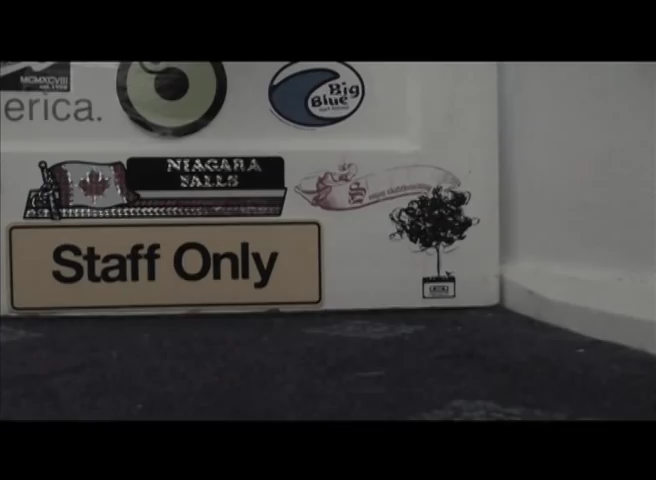 MCMXCVIII
erica.
Big
Blue
NIAGARA
FALLS
Staff Only